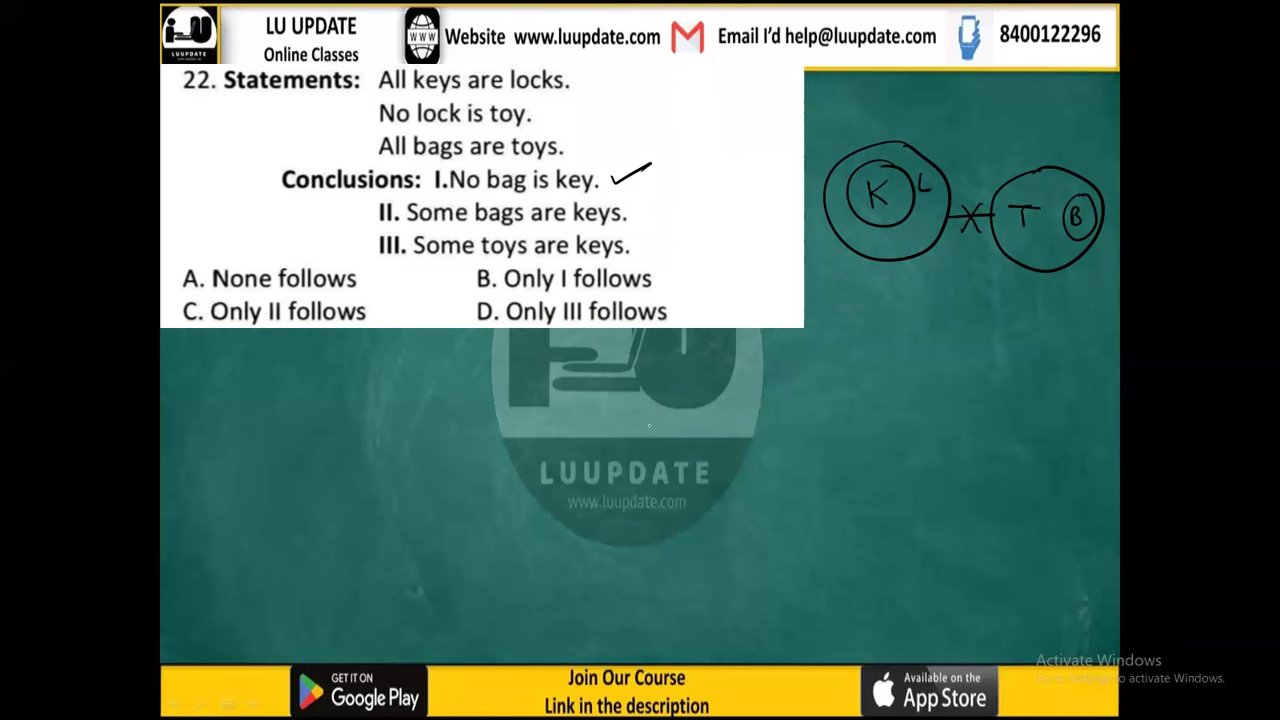 LU UPDATE
Online Classes
LUUPDATE
WWW
Website www.luupdate.com
Email I'd help@luupdate.com
8400122296
22. Statements: All keys are locks.
No lock is toy.
All bags are toys.
Conclusions: I.No bag is key.
II. Some bags are keys.
III. Some toys are keys.
A. None follows B. Only I follows
C. Only II follows D. Only III follows
K L T B
LUUPDATE
www.luupdate.com
Activate Windows
GET IT ON
Google Play
Join Our Course
Link in the description
Available on the
App Store